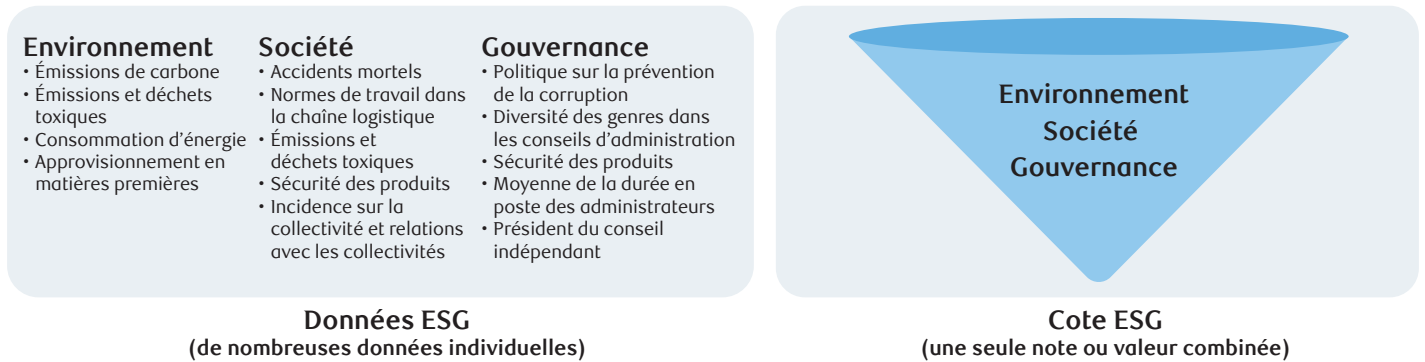 Environnement
• Émissions de carbone
• Émissions et déchets
toxiques
• Consommation d’énergie
• Approvisionnement en
matières premières
Société
• Accidents mortels
• Normes de travail dans
la chaîne logistique
• Émissions et
déchets toxiques
• Sécurité des produits
• Incidence sur la
collectivité et relations
avec les collectivités
Gouvernance
• Politique sur la prévention
de la corruption
• Diversité des genres dans
les conseils d’administration
• Sécurité des produits
• Moyenne de la durée en
poste des administrateurs
• Président du conseil
indépendant
Données ESG
(de nombreuses données individuelles)
Environnement
Société
Gouvernance
Cote ESG
(une seule note ou valeur combinée)